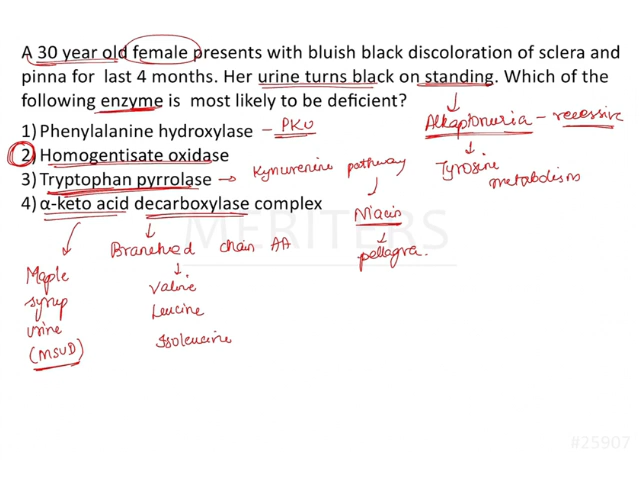 A 30 year old female presents with bluish black discoloration of sclera and
pinna for last 4 months. Her urine turns black on standing. Which of the
following enzyme is most likely to be deficient?
1) Phenylalanine hydroxylase – PKU
Alkaptonuria – recessive
2) Homogentisate oxidase
Tyrosine
metabolism
3) Tryptophan pyrrolase → Kynurenine pathway
Niacin
pellagra.
4) α-keto acid decarboxylase complex
MERITERS
Branched chain AA
Valine
Leucine
Isoleucine
Maple
syrup
urine
(MSUD)
#25907